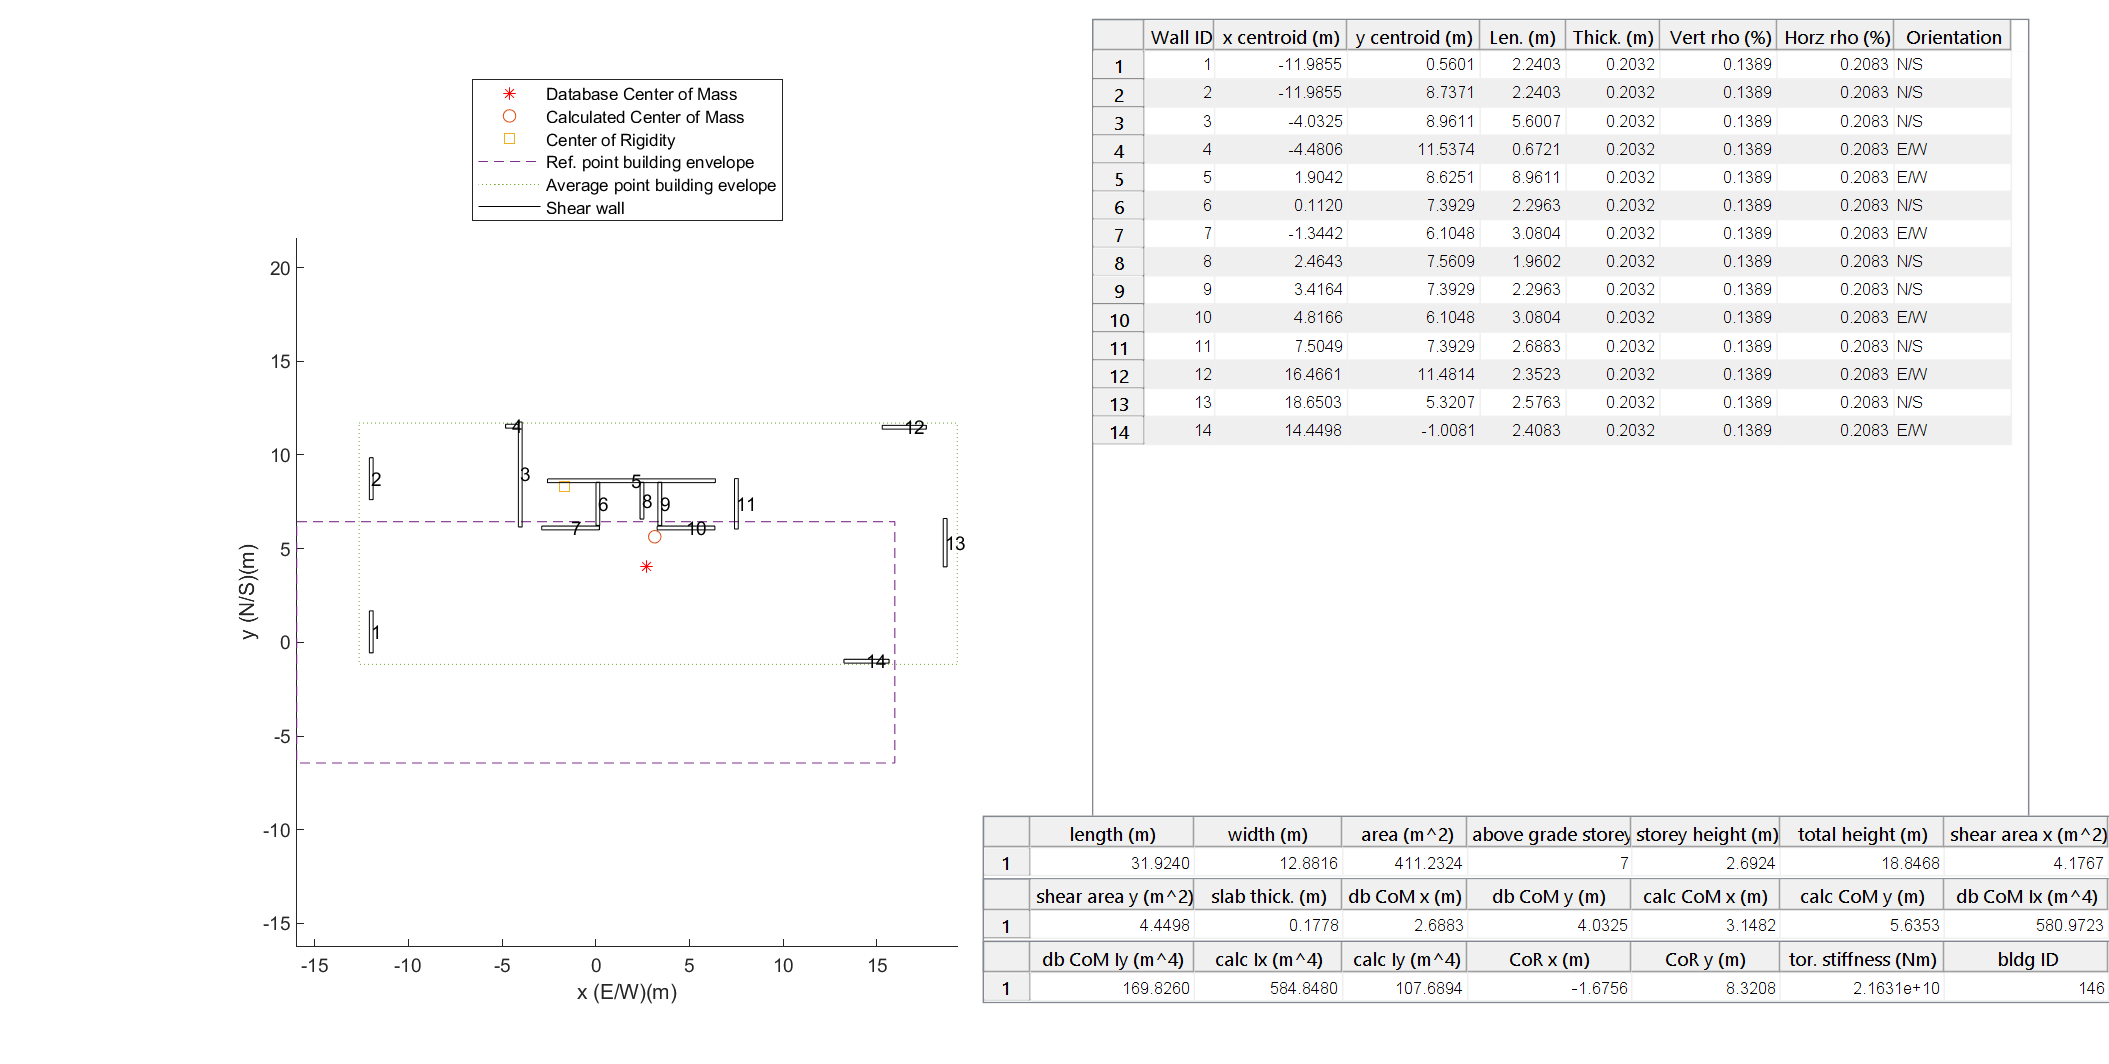 Database Center of Mass
Calculated Center of Mass
Center of Rigidity
Ref. point building envelope
Average point building evelope
Shear wall
20
15
10
5
0
-5
-10
-15
y (N/S)(m)
-15 -10 -5 0 5 10 15
x (E/W)(m)
4 12
2 3 5
6 8 9 11
7 10
13
1
14
Wall ID x centroid (m) y centroid (m) Len. (m) Thick. (m) Vert rho (%) Horz rho (%) Orientation
1 1 -11.9855 0.5601 2.2403 0.2032 0.1389 0.2083 N/S
2 2 -11.9855 8.7371 2.2403 0.2032 0.1389 0.2083 N/S
3 3 -4.0325 8.9611 5.6007 0.2032 0.1389 0.2083 N/S
4 4 -4.4806 11.5374 0.6721 0.2032 0.1389 0.2083 E/W
5 5 1.9042 8.6251 8.9611 0.2032 0.1389 0.2083 E/W
6 6 0.1120 7.3929 2.2963 0.2032 0.1389 0.2083 N/S
7 7 -1.3442 6.1048 3.0804 0.2032 0.1389 0.2083 E/W
8 8 2.4643 7.5609 1.9602 0.2032 0.1389 0.2083 N/S
9 9 3.4164 7.3929 2.2963 0.2032 0.1389 0.2083 N/S
10 10 4.8166 6.1048 3.0804 0.2032 0.1389 0.2083 E/W
11 11 7.5049 7.3929 2.6883 0.2032 0.1389 0.2083 N/S
12 12 16.4661 11.4814 2.3523 0.2032 0.1389 0.2083 E/W
13 13 18.6503 5.3207 2.5763 0.2032 0.1389 0.2083 N/S
14 14 14.4498 -1.0081 2.4083 0.2032 0.1389 0.2083 E/W
length (m) width (m) area (m^2) above grade storey storey height (m) total height (m) shear area x (m^2)
1 31.9240 12.8816 411.2324 7 2.6924 18.8468 4.1767
shear area y (m^2) slab thick. (m) db CoM x (m) db CoM y (m) calc CoM x (m) calc CoM y (m) db CoM Ix (m^4)
1 4.4498 0.1778 2.6883 4.0325 3.1482 5.6353 580.9723
db CoM Iy (m^4) calc Ix (m^4) calc Iy (m^4) CoR x (m) CoR y (m) tor. stiffness (Nm) bldg ID
1 169.8260 584.8480 107.6894 -1.6756 8.3208 2.1631e+10 146